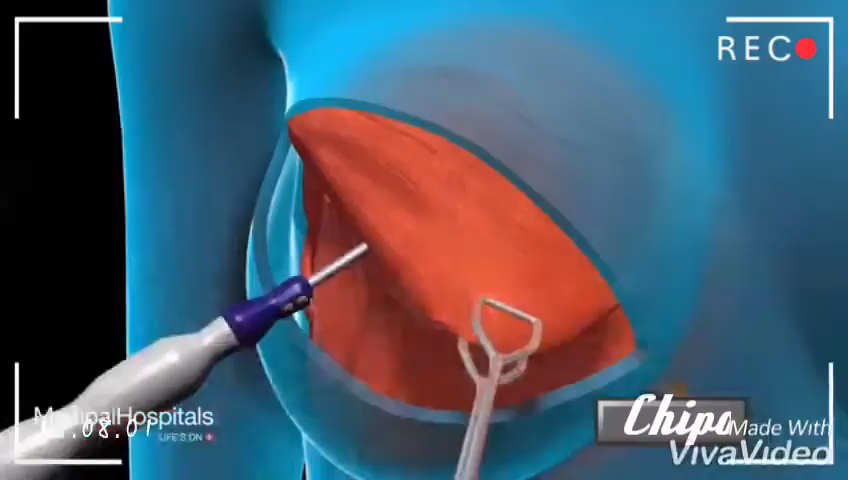 REC
ManipalHospitals
LIFE'S ON
Chipo
Made With
VivaVideo